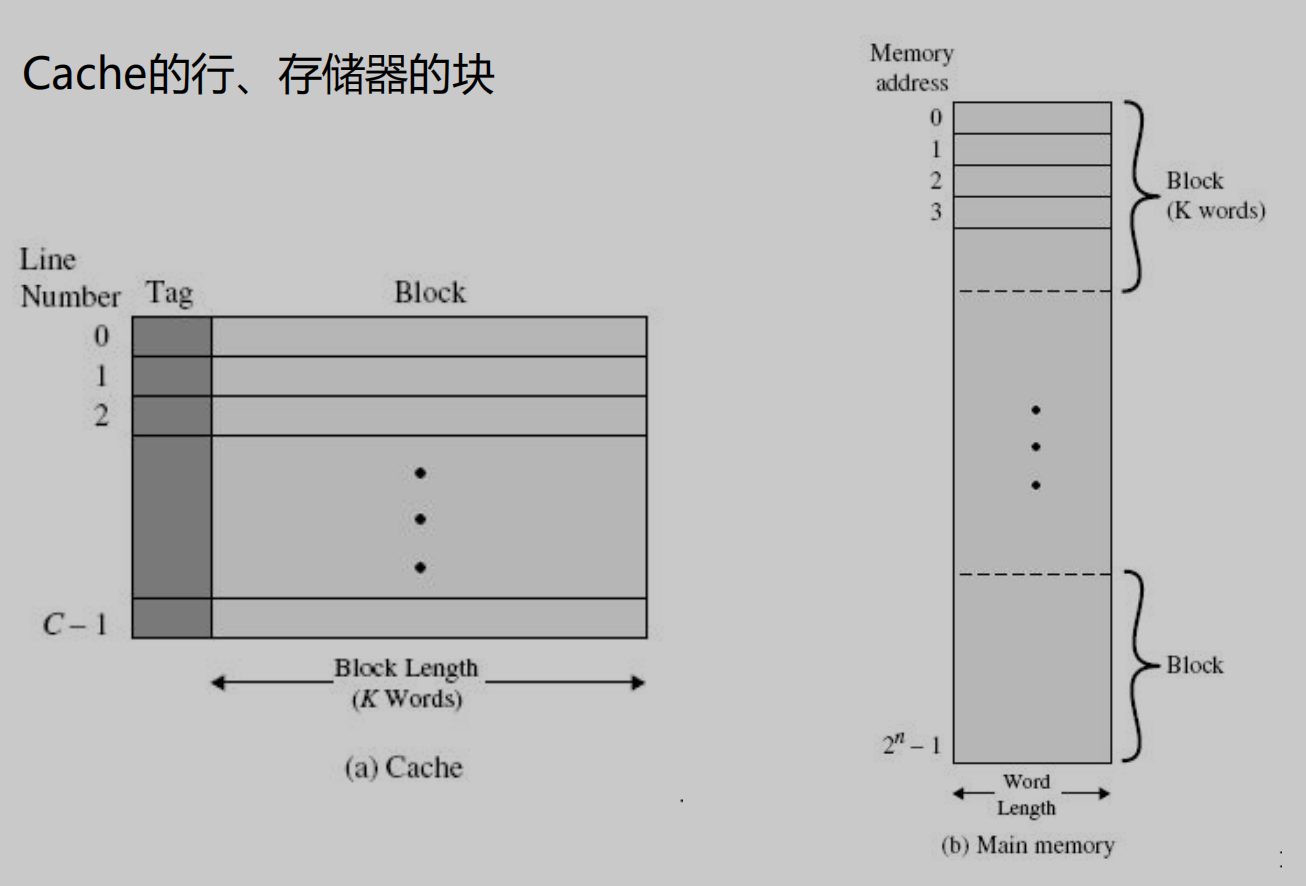 Cache的行、存储器的块
Line
Number
Tag
Block
0
1
2
C – 1
Block Length
(K Words)
(a) Cache
Memory
address
0
1
2
3
Block
(K words)
Block
2ⁿ – 1
Word
Length
(b) Main memory